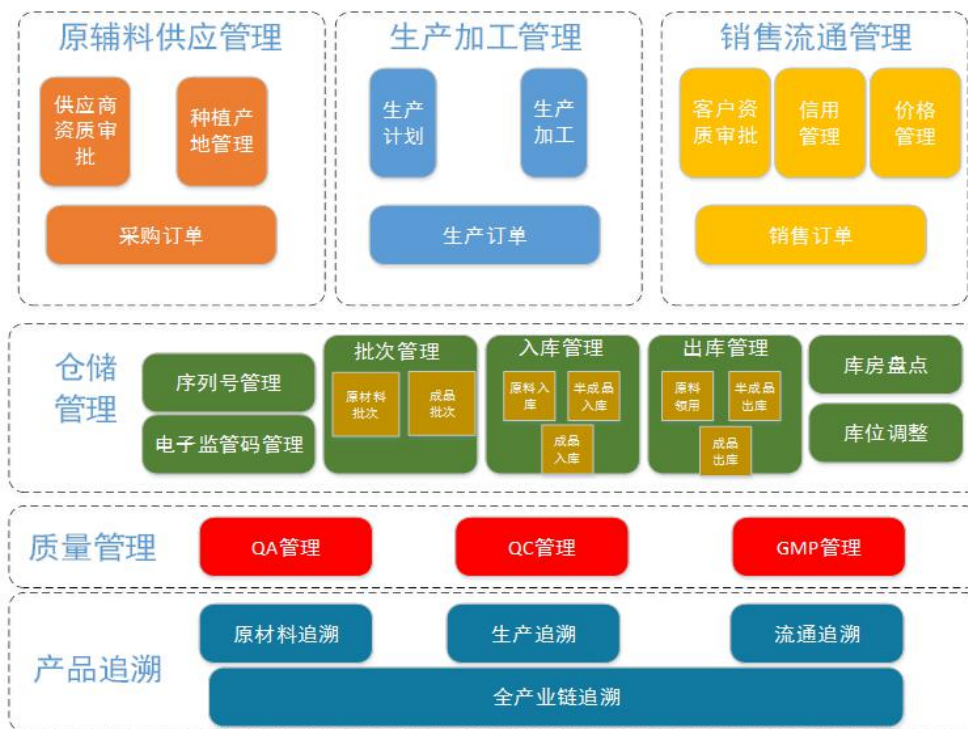 原辅料供应管理
供应商
资质审
批
种植产
地管理
采购订单
生产加工管理
生产
计划
生产
加工
生产订单
销售流通管理
客户资
质审批
信用
管理
价格
管理
销售订单
仓储
管理
序列号管理
电子监管码管理
批次管理
原材料
批次
成品
批次
入库管理
原料入
库
半成品
入库
成品
入库
出库管理
原料
领用
半成品
出库
成品
出库
库房盘点
库位调整
质量管理
QA管理
QC管理
GMP管理
产品追溯
原材料追溯
生产追溯
流通追溯
全产业链追溯